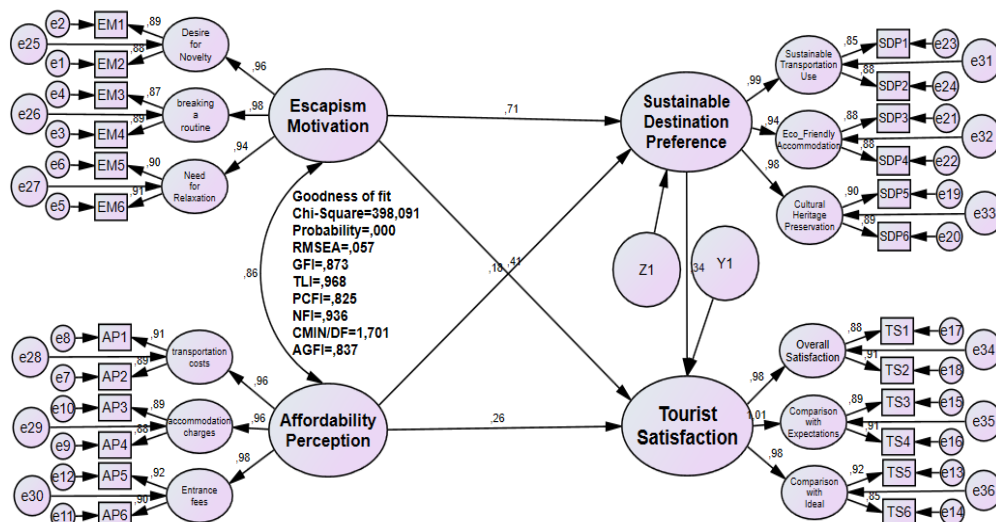 e2
EM1
,89
e25
Desire
for
Novelty
e1
EM2
,88
,96
e4
EM3
,87
e26
breaking
a
routine
,98
e3
EM4
,89
e6
EM5
,90
e27
Need
for
Relaxation
,94
e5
EM6
,91
Escapism
Motivation
,71
Sustainable
Destination
Preference
,99
Sustainable
Transportation
Use
,85
SDP1
e23
e31
,88
SDP2
e24
,94
Eco_Friendly
Accommodation
,88
SDP3
e21
e32
,88
SDP4
e22
,98
Cultural
Heritage
Preservation
,90
SDP5
e19
e33
,89
SDP6
e20
Goodness of fit
Chi-Square=398,091
Probability=,000
RMSEA=,057
GFI=,873
TLI=,968
PCFI=,825
NFI=,936
CMIN/DF=1,701
AGFI=,837
,86
,18
,41
Z1
,34
Y1
e8
AP1
,91
e28
transportation
costs
e7
AP2
,89
,96
e10
AP3
,89
e29
accommodation
charges
,96
e9
AP4
,88
e12
AP5
,92
e30
Entrance
fees
,98
e11
AP6
,90
Affordability
Perception
,26
Tourist
Satisfaction
,98
Overall
Satisfaction
,88
TS1
e17
e34
,91
TS2
e18
1,01
Comparison
with
Expectations
,89
TS3
e15
e35
,91
TS4
e16
,98
Comparison
with
Ideal
,92
TS5
e13
e36
,85
TS6
e14